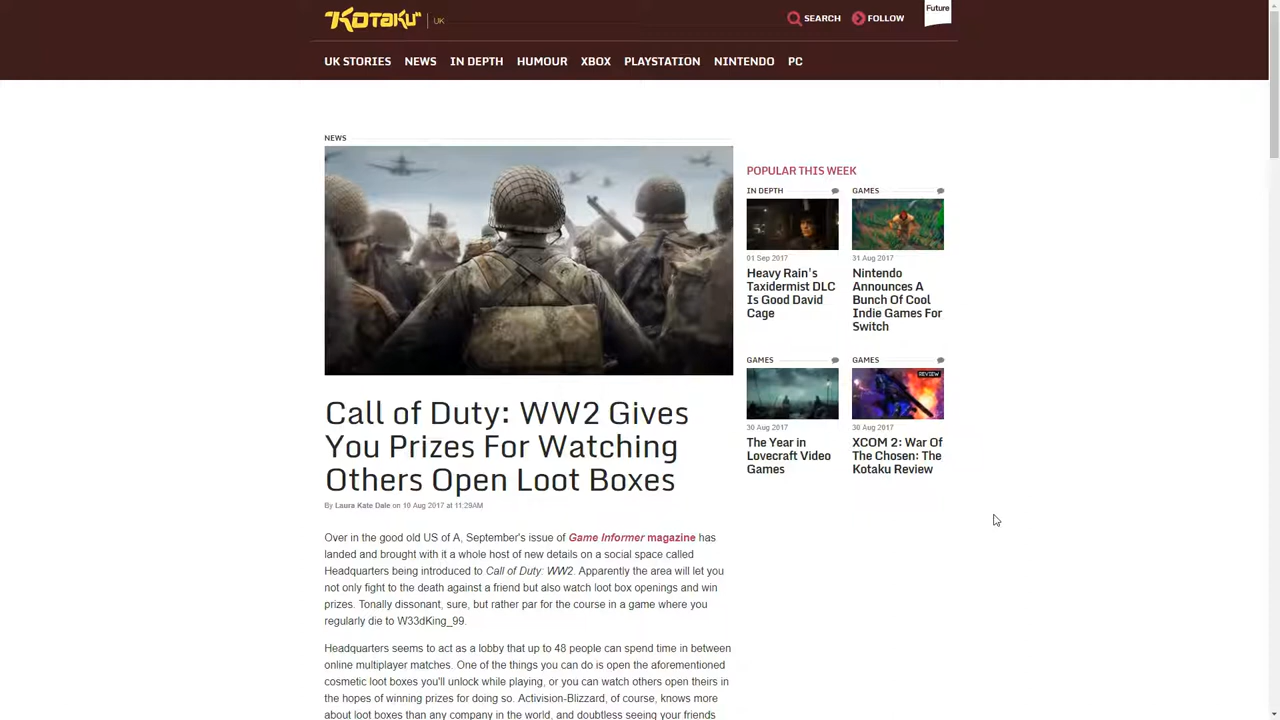 KOTAKU UK
SEARCH FOLLOW Future
UK STORIES NEWS IN DEPTH HUMOUR XBOX PLAYSTATION NINTENDO PC
NEWS
Call of Duty: WW2 Gives
You Prizes For Watching
Others Open Loot Boxes
By Laura Kate Dale on 10 Aug 2017 at 11:29AM
Over in the good old US of A, September's issue of Game Informer magazine has
landed and brought with it a whole host of new details on a social space called
Headquarters being introduced to Call of Duty: WW2. Apparently the area will let you
not only fight to the death against a friend but also watch loot box openings and win
prizes. Tonally dissonant, sure, but rather par for the course in a game where you
regularly die to W33dKing_99.
Headquarters seems to act as a lobby that up to 48 people can spend time in between
online multiplayer matches. One of the things you can do is open the aforementioned
cosmetic loot boxes you'll unlock while playing, or you can watch others open theirs in
the hopes of winning prizes for doing so. Activision-Blizzard, of course, knows more
about loot boxes than any company in the world, and doubtless seeing your friends
POPULAR THIS WEEK
IN DEPTH
01 Sep 2017
Heavy Rain's
Taxidermist DLC
Is Good David
Cage
GAMES
31 Aug 2017
Nintendo
Announces A
Bunch Of Cool
Indie Games For
Switch
GAMES
30 Aug 2017
The Year in
Lovecraft Video
Games
GAMES
REVIEW
30 Aug 2017
XCOM 2: War Of
The Chosen: The
Kotaku Review